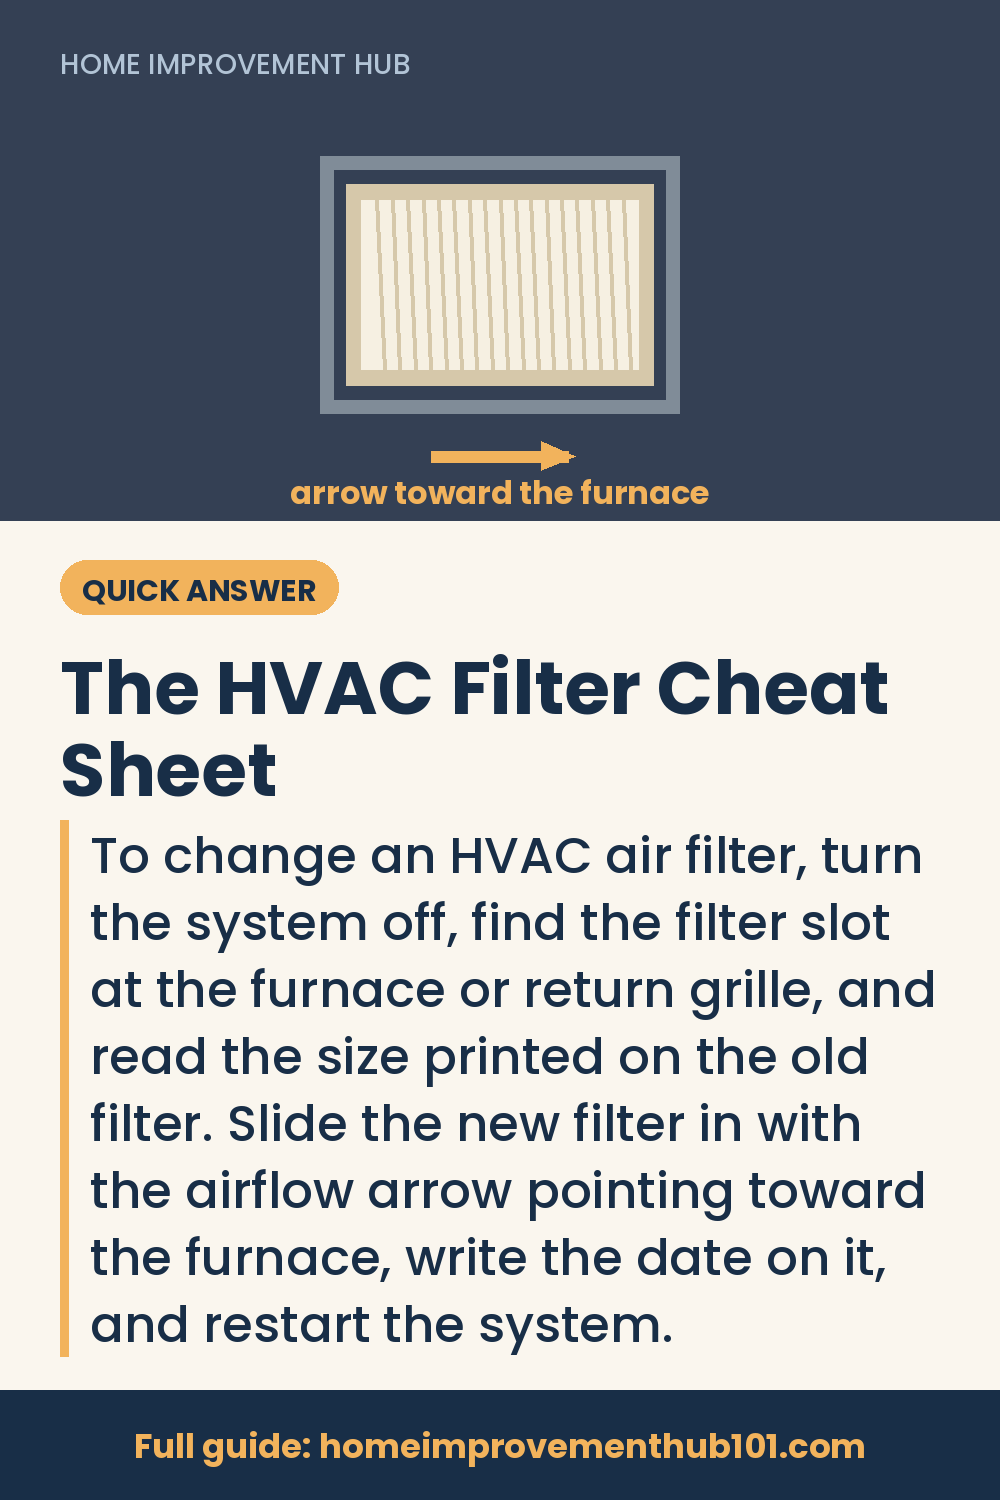 HOME IMPROVEMENT HUB
arrow toward the furnace
QUICK ANSWER
The HVAC Filter Cheat
Sheet
To change an HVAC air filter, turn
the system off, find the filter slot
at the furnace or return grille, and
read the size printed on the old
filter. Slide the new filter in with
the airflow arrow pointing toward
the furnace, write the date on it,
and restart the system.
Full guide: homeimprovementhub101.com